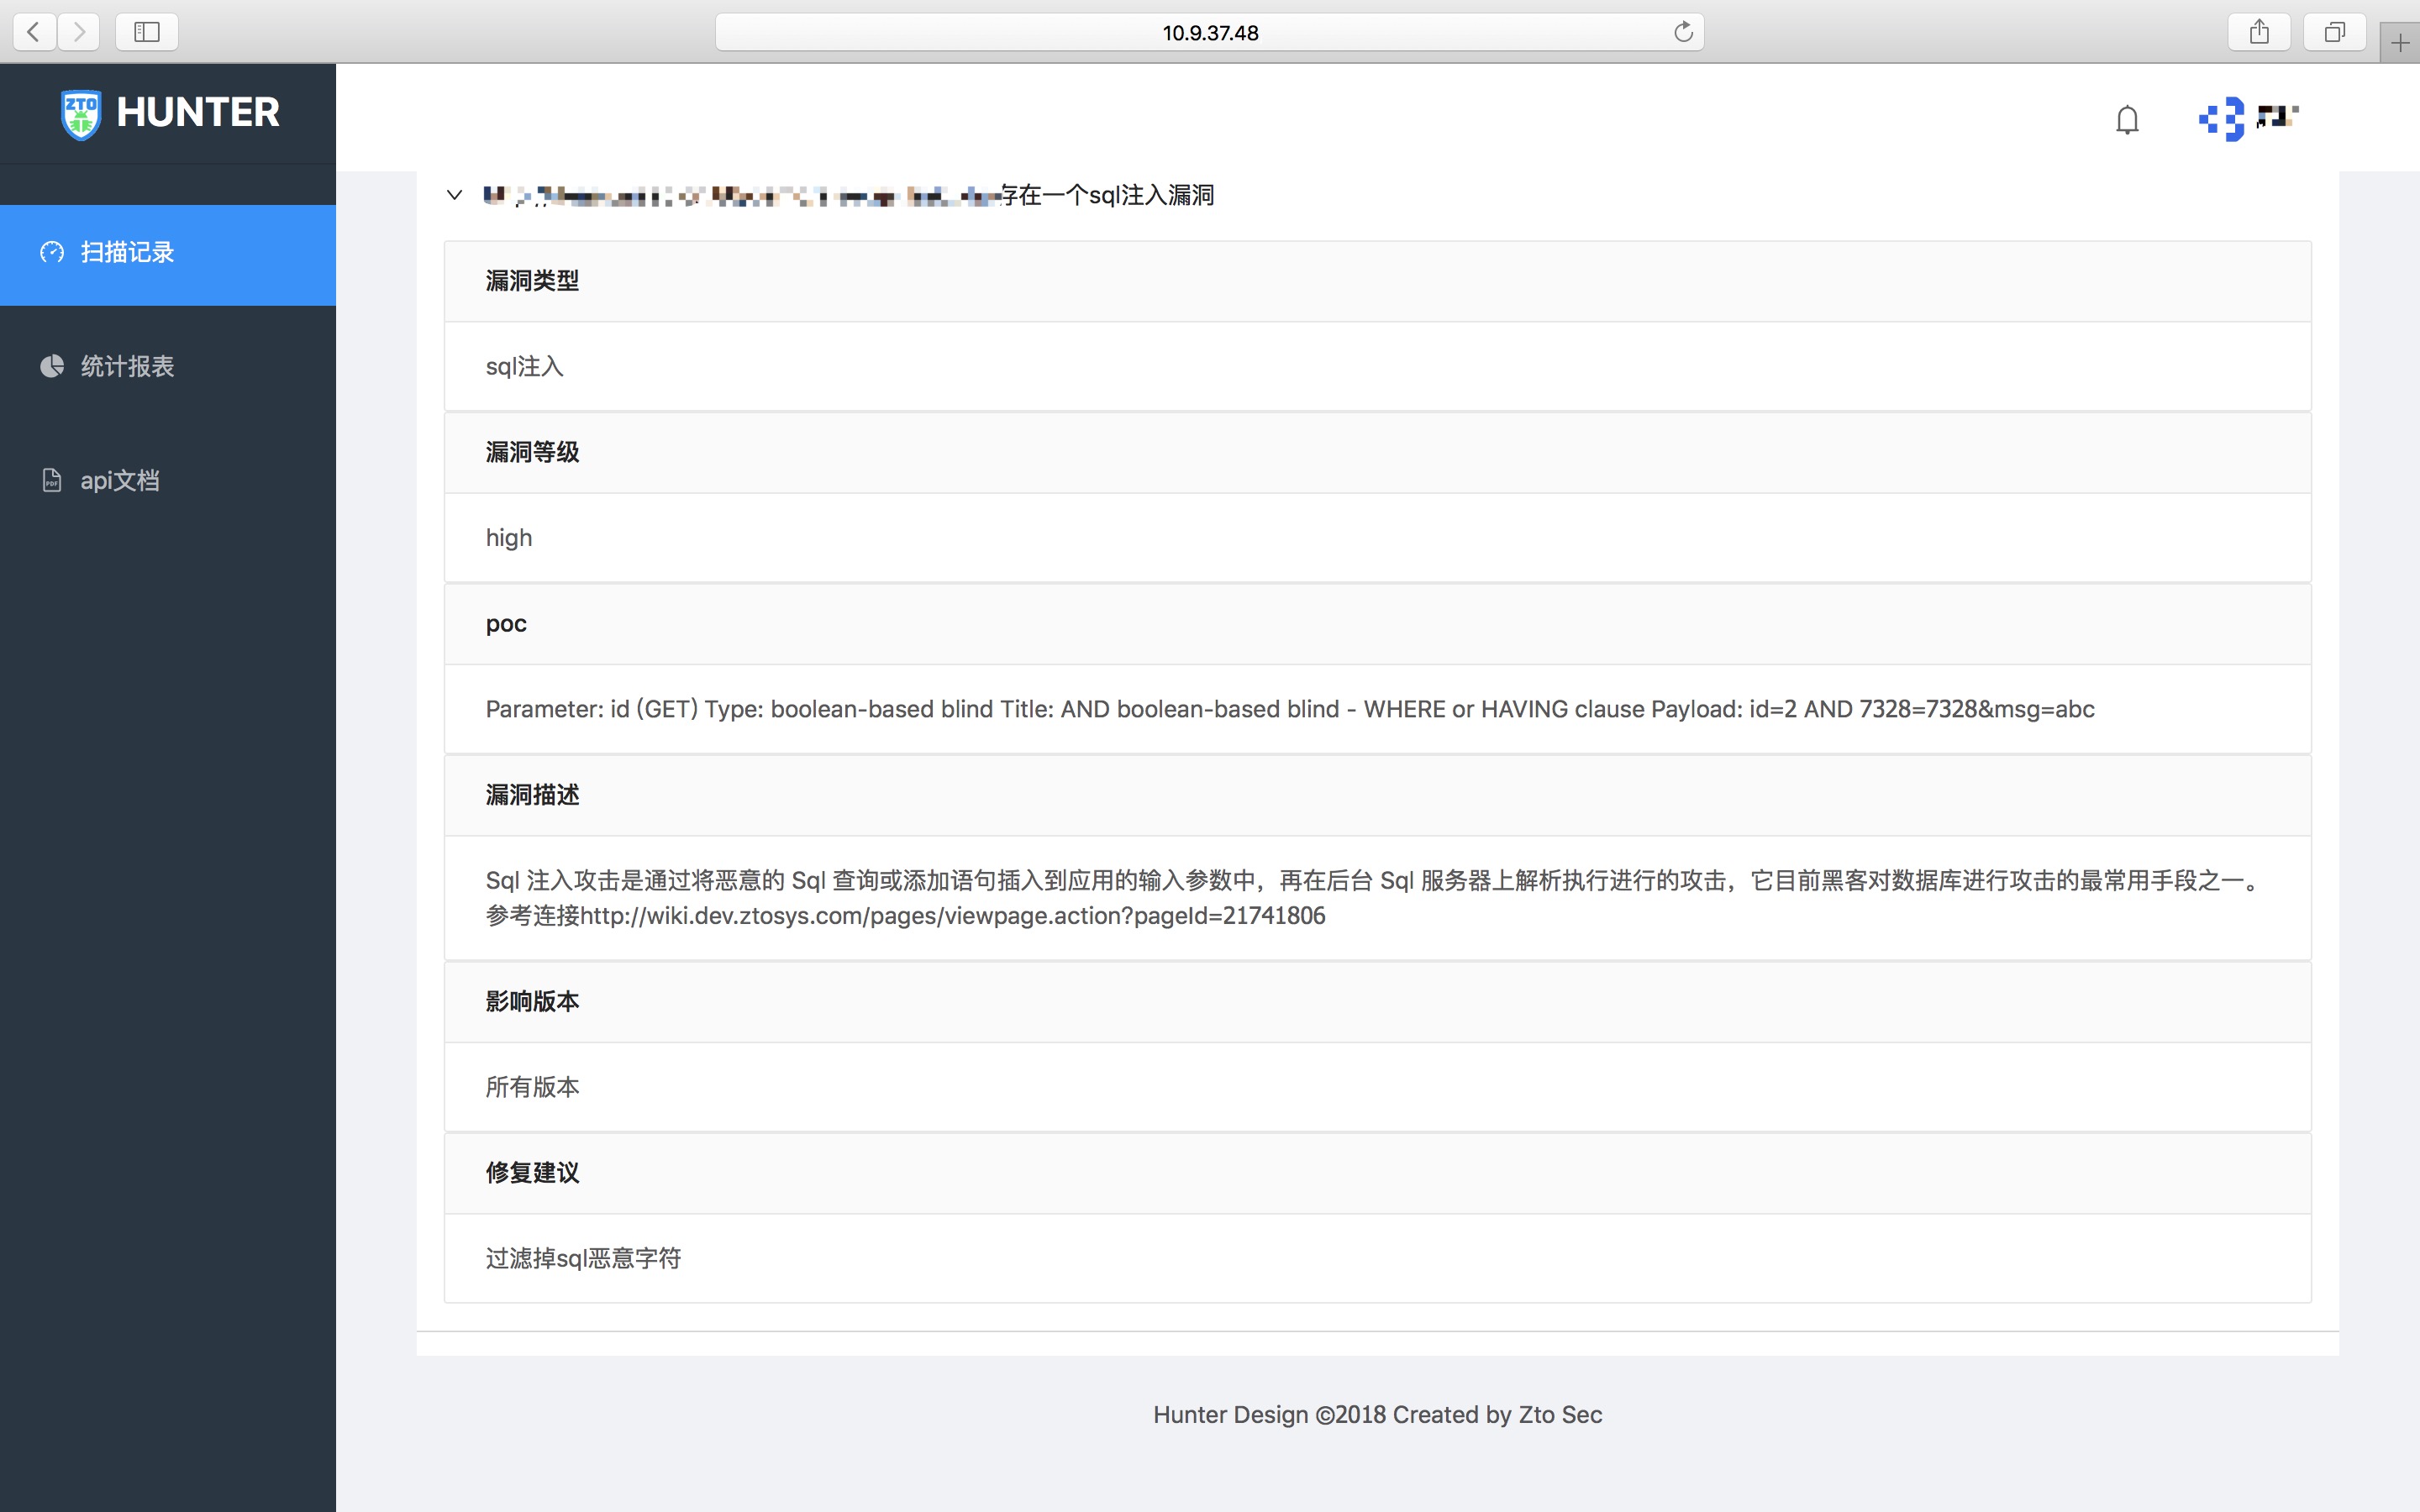 10.9.37.48
ZTO HUNTER
扫描记录
统计报表
PDF api文档
存在一个sql注入漏洞
漏洞类型
sql注入
漏洞等级
high
poc
Parameter: id (GET) Type: boolean-based blind Title: AND boolean-based blind - WHERE or HAVING clause Payload: id=2 AND 7328=7328&msg=abc
漏洞描述
Sql 注入攻击是通过将恶意的 Sql 查询或添加语句插入到应用的输入参数中，再在后台 Sql 服务器上解析执行进行的攻击，它目前黑客对数据库进行攻击的最常用手段之一。
参考连接http://wiki.dev.ztosys.com/pages/viewpage.action?pageId=21741806
影响版本
所有版本
修复建议
过滤掉sql恶意字符
Hunter Design ©2018 Created by Zto Sec